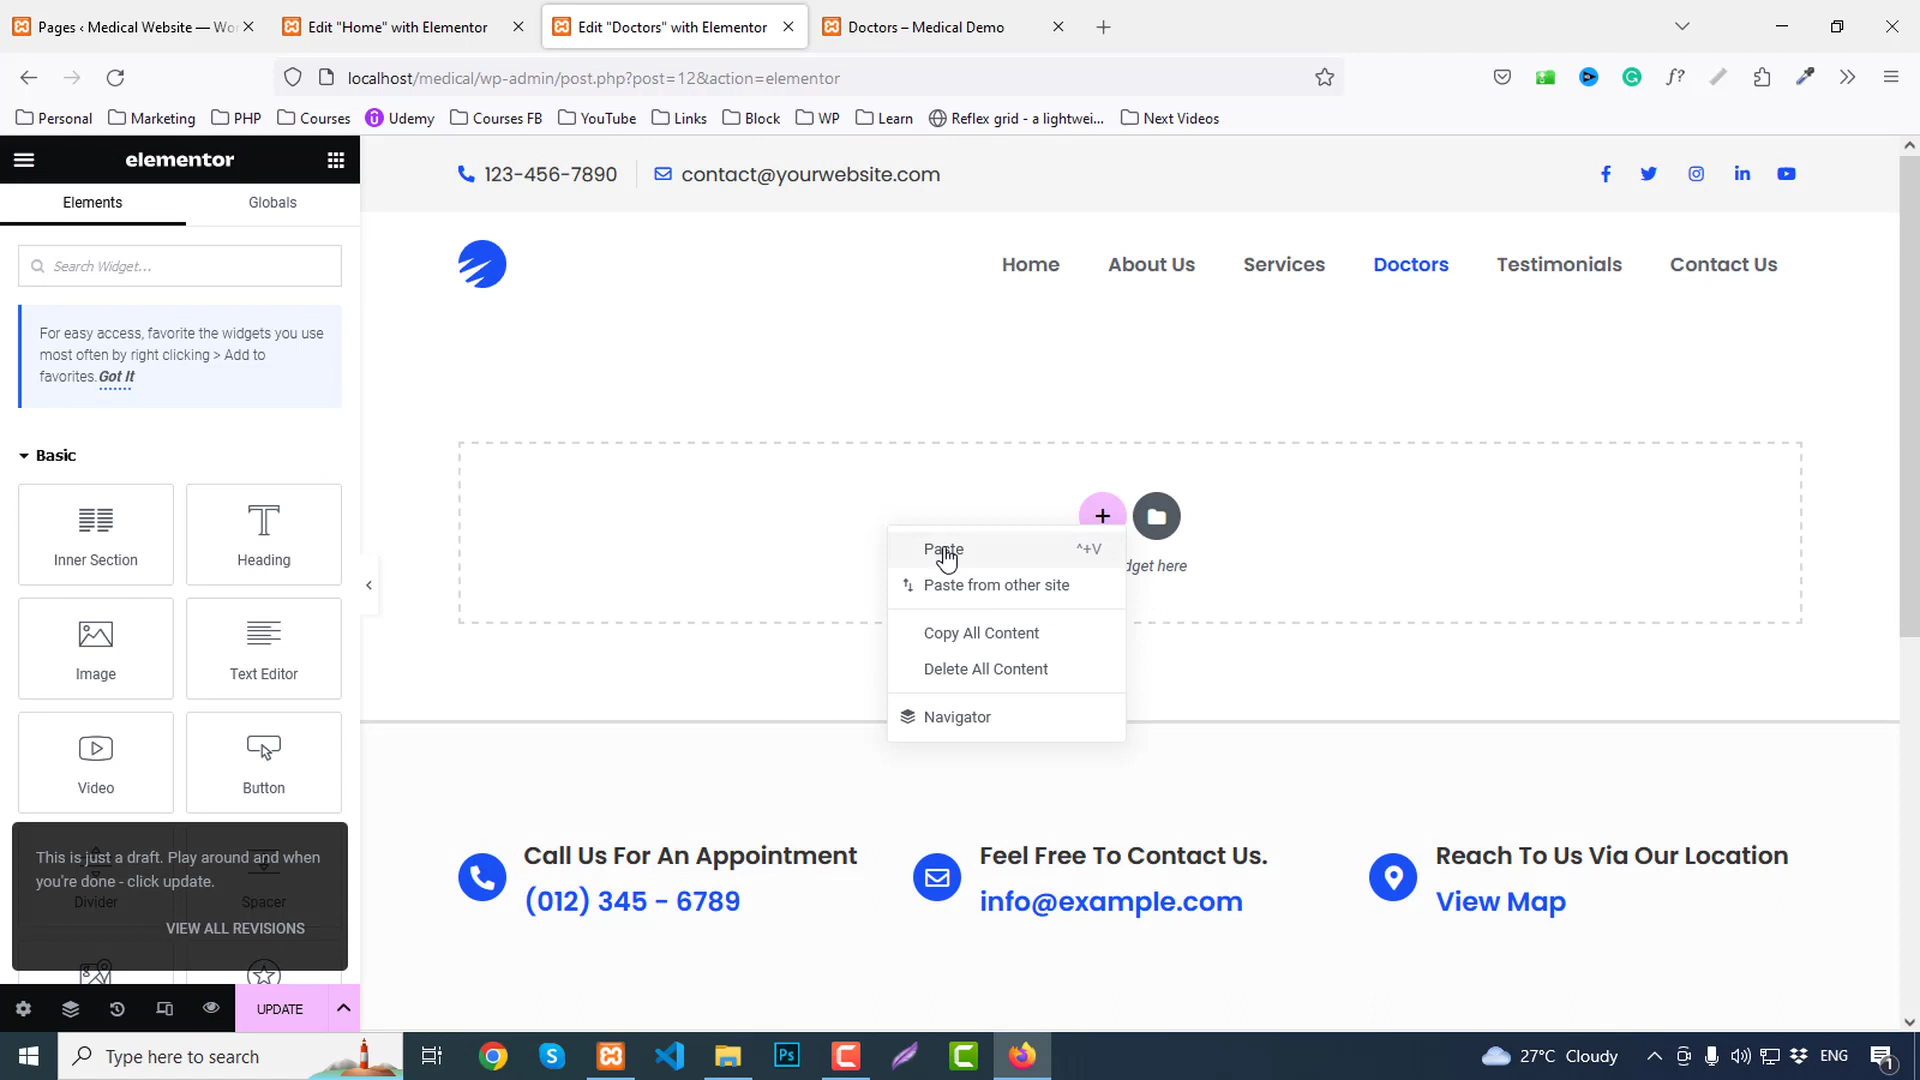 Pages ‹ Medical Website — Wor
Edit "Home" with Elementor
Edit "Doctors" with Elementor
Doctors – Medical Demo
localhost/medical/wp-admin/post.php?post=12&action=elementor
Personal
Marketing
PHP
Courses
Udemy
Courses FB
YouTube
Links
Block
WP
Learn
Reflex grid - a lightwei...
Next Videos
elementor
Elements
Globals
Search Widget...
For easy access, favorite the widgets you use
most often by right clicking > Add to
favorites. Got It
Basic
Inner Section
Heading
Image
Text Editor
Video
Button
Divider
Spacer
This is just a draft. Play around and when
you're done - click update.
VIEW ALL REVISIONS
UPDATE
123-456-7890
contact@yourwebsite.com
Home
About Us
Services
Doctors
Testimonials
Contact Us
dget here
Paste
^+V
Paste from other site
Copy All Content
Delete All Content
Navigator
Call Us For An Appointment
(012) 345 - 6789
Feel Free To Contact Us.
info@example.com
Reach To Us Via Our Location
View Map
Type here to search
Ps
27°C Cloudy
ENG
1